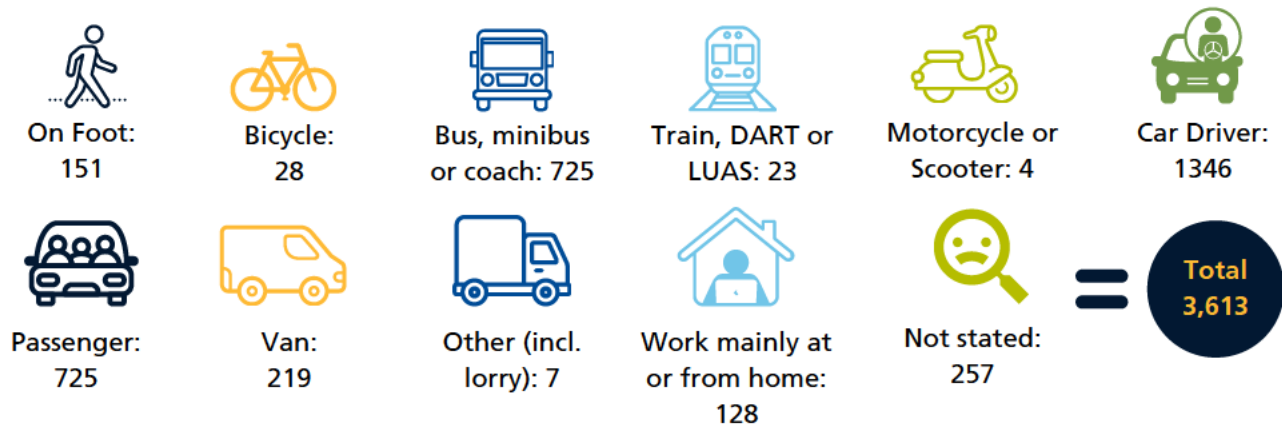 On Foot:
151
Bicycle:
28
Bus, minibus
or coach: 725
Train, DART or
LUAS: 23
Motorcycle or
Scooter: 4
Car Driver:
1346
Passenger:
725
Van:
219
Other (incl.
lorry): 7
Work mainly at
or from home:
128
Not stated:
257
=
Total
3,613